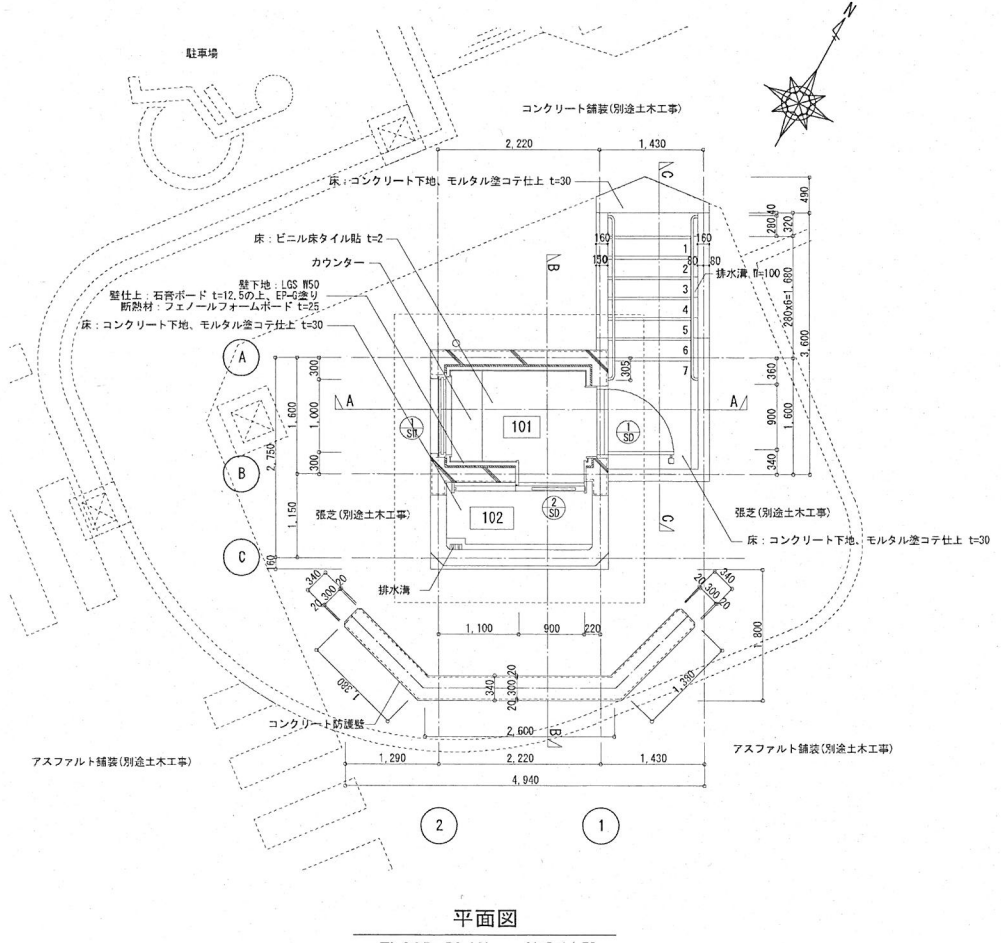 N
駐車場
コンクリート舗装(別途土木工事)
2,220
1,430
床：コンクリート下地、モルタル塗コテ仕上 t=30
C
490
280 40
320
160
160
150
80
80
排水溝, W=100
床：ビニル床タイル貼 t=2
カウンター
壁下地：LGS W50
壁仕上：石膏ボード t=12.5の上、EP-G塗り
断熱材：フェノールフォームボード t=25
床：コンクリート下地、モルタル塗コテ仕上 t=30
B
1
2
3
4
5
6
7
280x6=1,680
3,600
A
300
305
360
A
A
1,600
1,000
101
1
SW
1
SD
900
1,600
2,750
300
340
B
1,150
張芝(別途土木工事)
102
2
SD
C
張芝(別途土木工事)
床：コンクリート下地、モルタル塗コテ仕上 t=30
C
160
排水溝
340
20
300
20
20
340
300
20
1,100
900
220
1,800
1,380
340
20 300 20
1,390
コンクリート防護壁
2,600
B
アスファルト舗装(別途土木工事)
アスファルト舗装(別途土木工事)
1,290
2,220
1,430
4,940
2
1
平面図